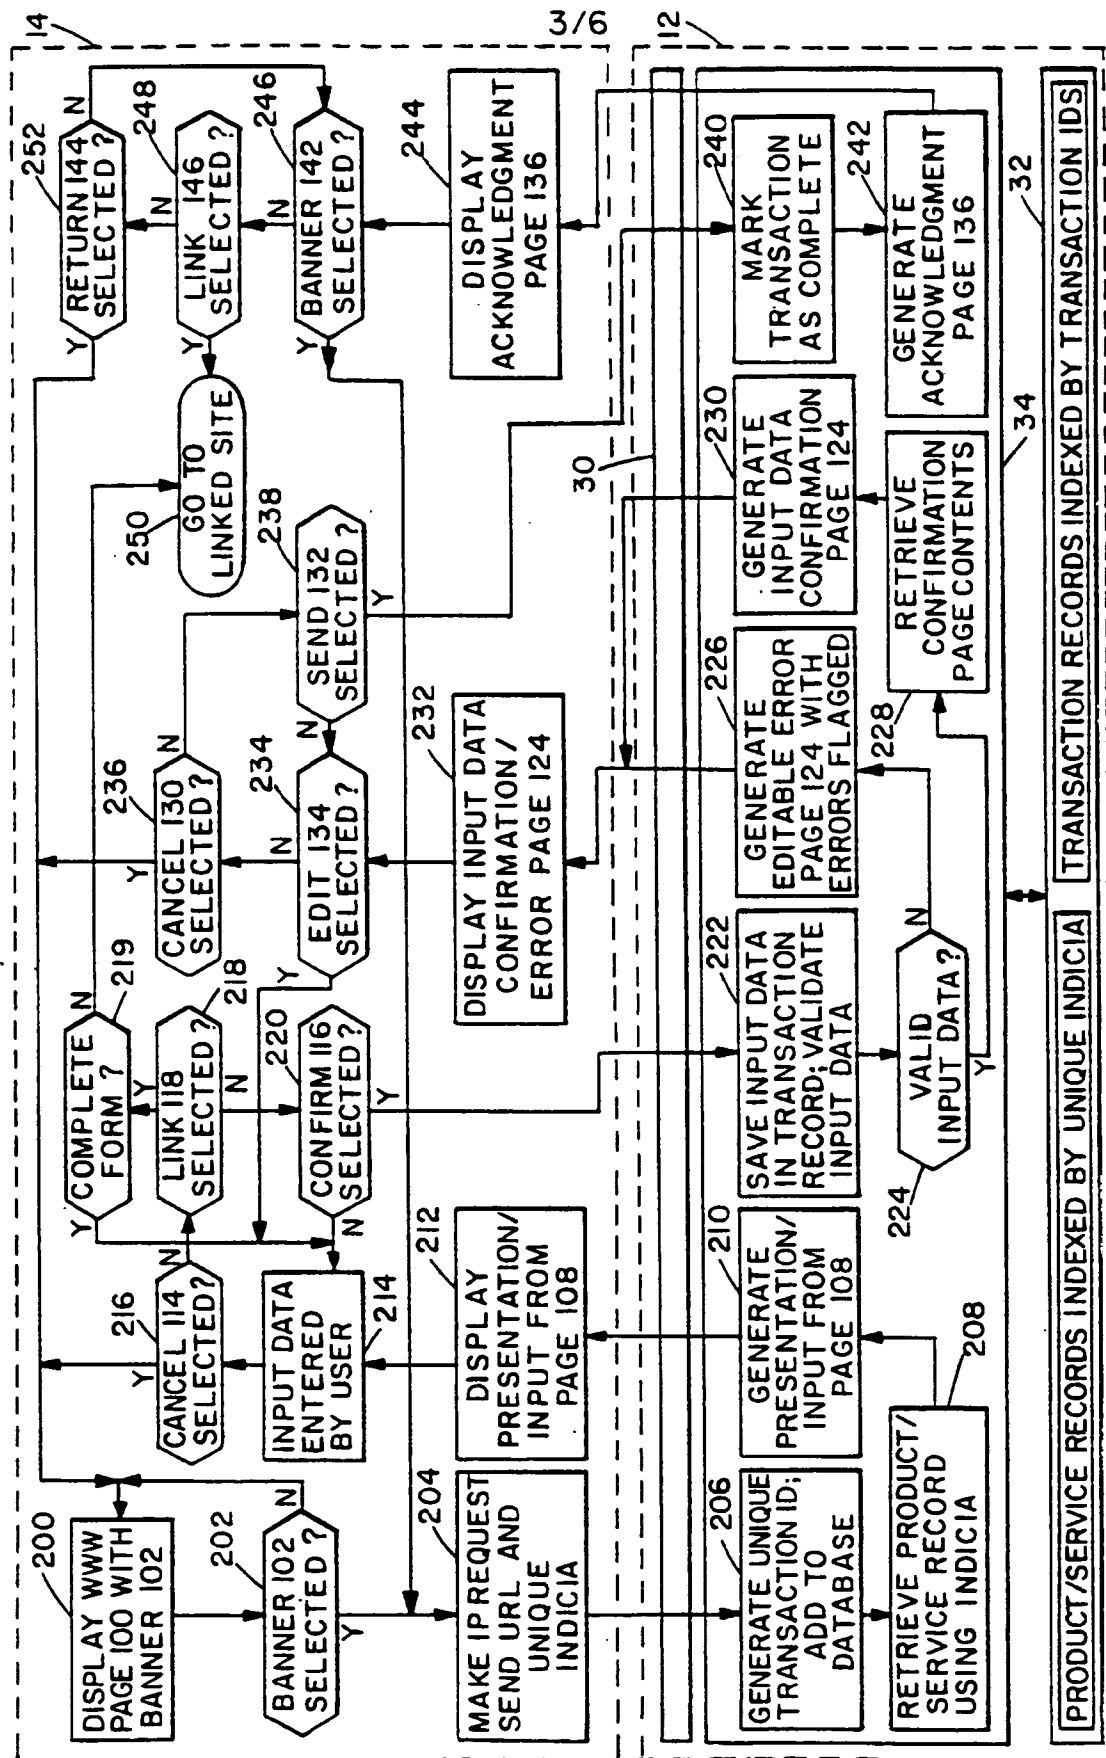 3/6
14
200
DISPLAY WWW
PAGE 100 WITH
BANNER 102
202
BANNER 102
SELECTED ?
N
Y
204
MAKE IP REQUEST
SEND URL AND
UNIQUE
INDICIA
216
CANCEL 114
SELECTED?
Y
N
INPUT DATA
ENTERED
BY USER
214
212
DISPLAY
PRESENTATION/
INPUT FROM
PAGE 108
219
COMPLETE
FORM ?
Y
N
218
LINK 118
SELECTED ?
Y
N
220
CONFIRM 116
SELECTED?
N
Y
236
CANCEL 130
SELECTED?
Y
N
234
EDIT 134
SELECTED?
Y
N
232
DISPLAY INPUT DATA
CONFIRMATION/
ERROR PAGE 124
238
SEND 132
SELECTED?
N
Y
250
GO TO
LINKED SITE
252
RETURN 144
SELECTED ?
Y
N
248
LINK 146
SELECTED?
Y
N
246
BANNER 142
SELECTED?
Y
N
244
DISPLAY
ACKNOWLEDGMENT
PAGE 136
12
30
206
GENERATE UNIQUE
TRANSACTION ID;
ADD TO
DATABASE
RETRIEVE PRODUCT/
SERVICE RECORD
USING INDICIA
208
210
GENERATE
PRESENTATION/
INPUT FROM
PAGE 108
222
SAVE INPUT DATA
IN TRANSACTION
RECORD; VALIDATE
INPUT DATA
224
VALID
INPUT DATA?
N
Y
226
GENERATE
EDITABLE ERROR
PAGE 124 WITH
ERRORS FLAGGED
228
RETRIEVE
CONFIRMATION
PAGE CONTENTS
230
GENERATE
INPUT DATA
CONFIRMATION
PAGE 124
240
MARK
TRANSACTION
AS COMPLETE
242
GENERATE
ACKNOWLEDGMENT
PAGE 136
34
32
PRODUCT/SERVICE RECORDS INDEXED BY UNIQUE INDICIA
TRANSACTION RECORDS INDEXED BY TRANSACTION IDS